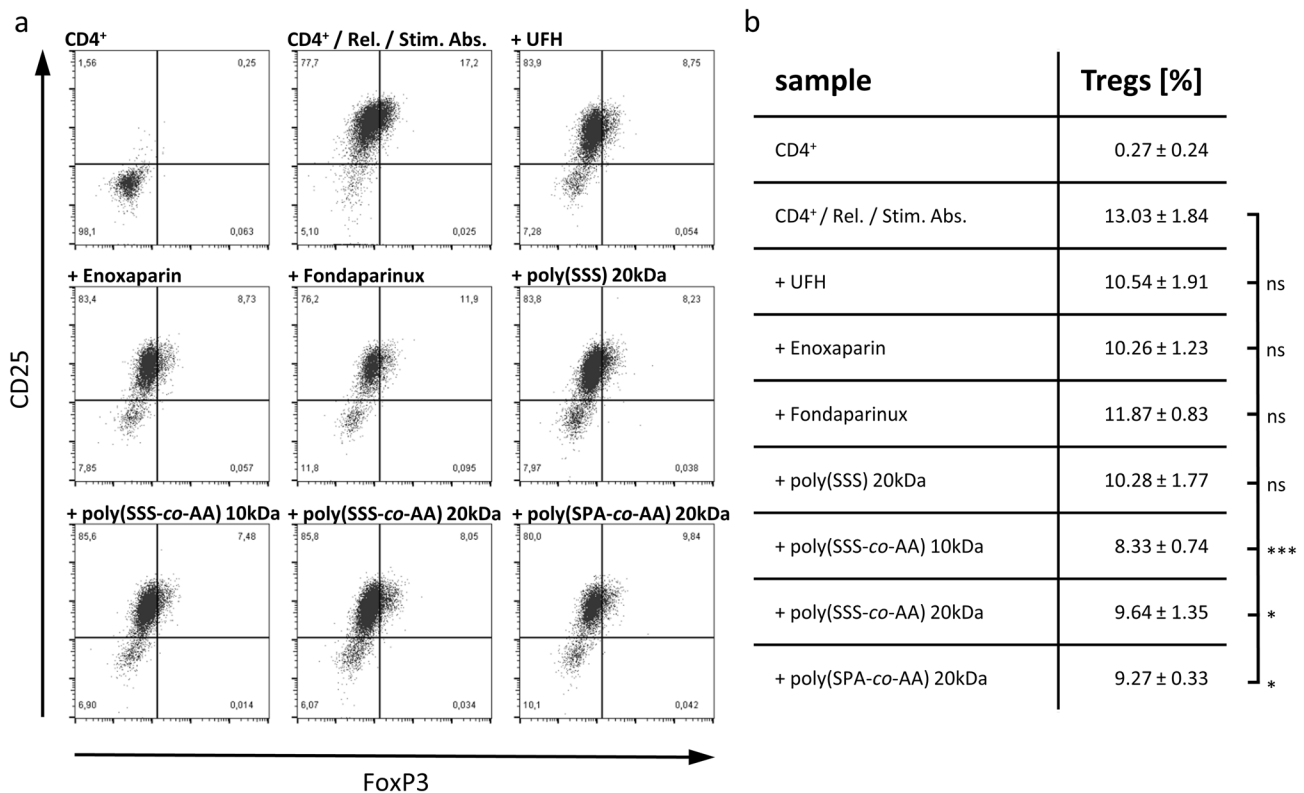 a
CD4⁺
1,56 0,25
98,1 0,063
CD4⁺ / Rel. / Stim. Abs.
77,7 17,2
5,10 0,025
+ UFH
83,9 8,75
7,28 0,054
+ Enoxaparin
83,4 8,73
7,85 0,057
+ Fondaparinux
76,2 11,9
11,8 0,095
+ poly(SSS) 20kDa
83,8 8,23
7,97 0,038
+ poly(SSS-co-AA) 10kDa
85,6 7,48
6,90 0,014
+ poly(SSS-co-AA) 20kDa
85,8 8,05
6,07 0,034
+ poly(SPA-co-AA) 20kDa
80,0 9,84
10,1 0,042
CD25
FoxP3
b
sample Tregs [%]
CD4⁺ 0.27 ± 0.24
CD4⁺ / Rel. / Stim. Abs. 13.03 ± 1.84
+ UFH 10.54 ± 1.91 ns
+ Enoxaparin 10.26 ± 1.23 ns
+ Fondaparinux 11.87 ± 0.83 ns
+ poly(SSS) 20kDa 10.28 ± 1.77 ns
+ poly(SSS-co-AA) 10kDa 8.33 ± 0.74 ***
+ poly(SSS-co-AA) 20kDa 9.64 ± 1.35 *
+ poly(SPA-co-AA) 20kDa 9.27 ± 0.33 *